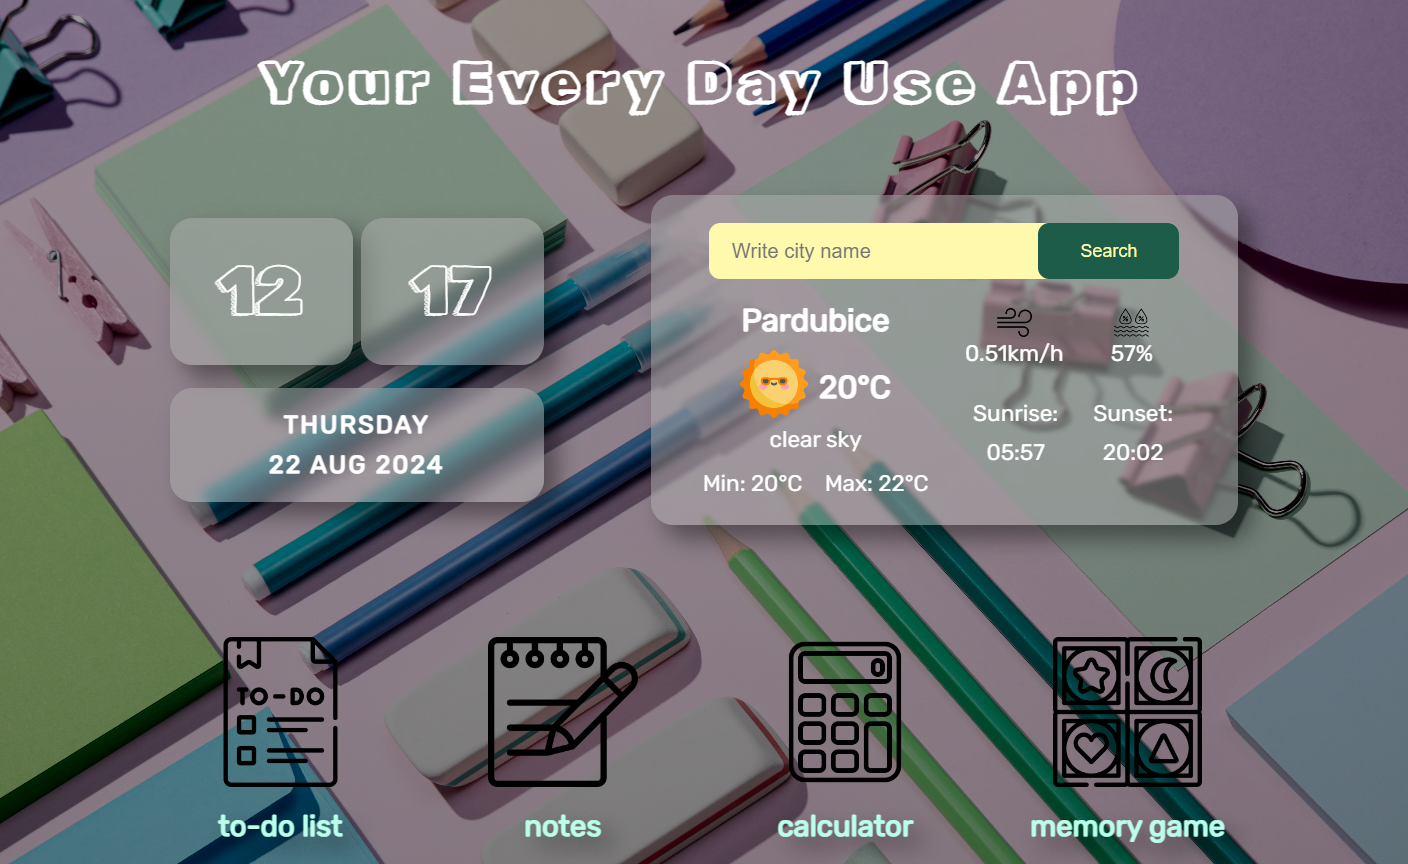 Your Every Day Use App
12 17
THURSDAY
22 AUG 2024
Write city name Search
Pardubice
20°C
clear sky
Min: 20°C Max: 22°C
0.51km/h 57%
Sunrise: Sunset:
05:57 20:02
TO-DO
0
to-do list notes calculator memory game